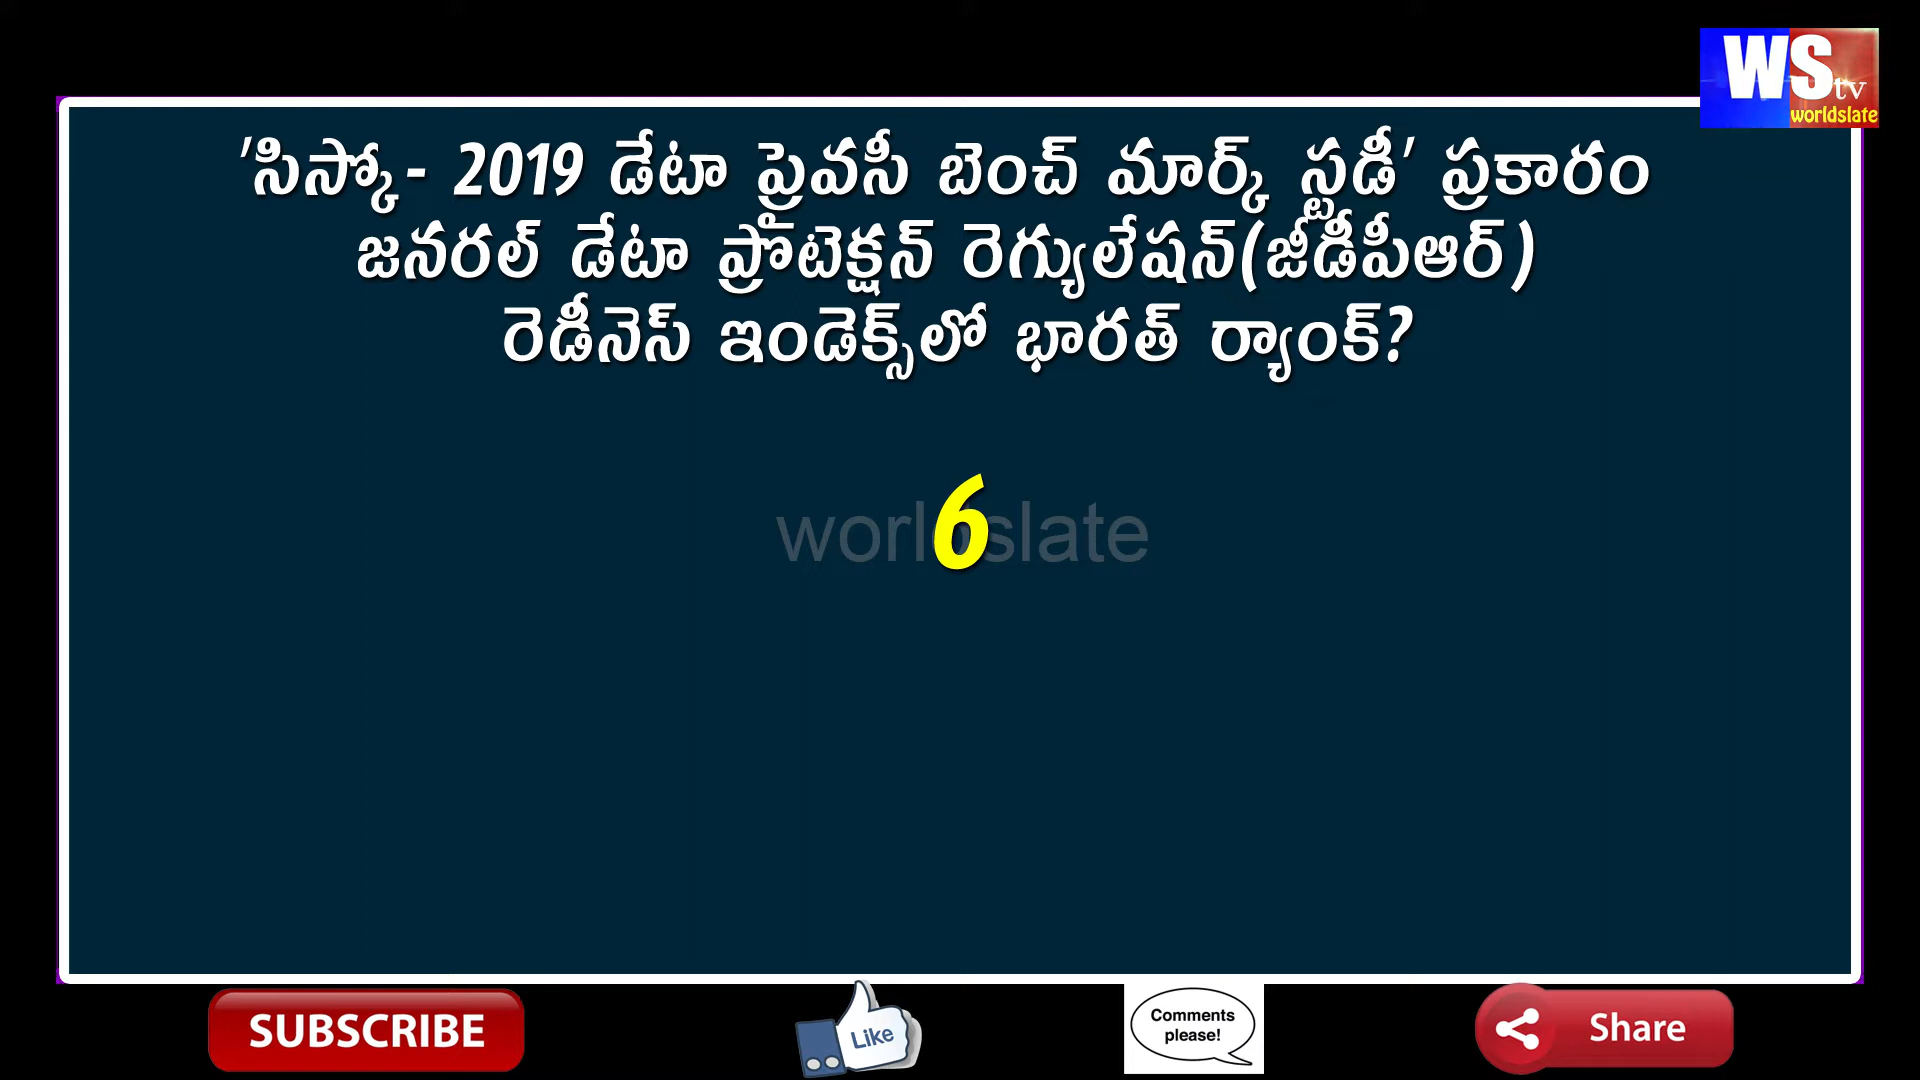 WS tv
worldslate
'సిస్కో- 2019 డేటా ప్రైవసీ బెంచ్ మార్క్ స్టడీ' ప్రకారం
జనరల్ డేటా ప్రొటెక్షన్ రెగ్యులేషన్(జీడీపీఆర్)
రెడీనెస్ ఇండెక్స్‌లో భారత్ ర్యాంక్?
6
worldslate
SUBSCRIBE
Like
Comments
please!
Share